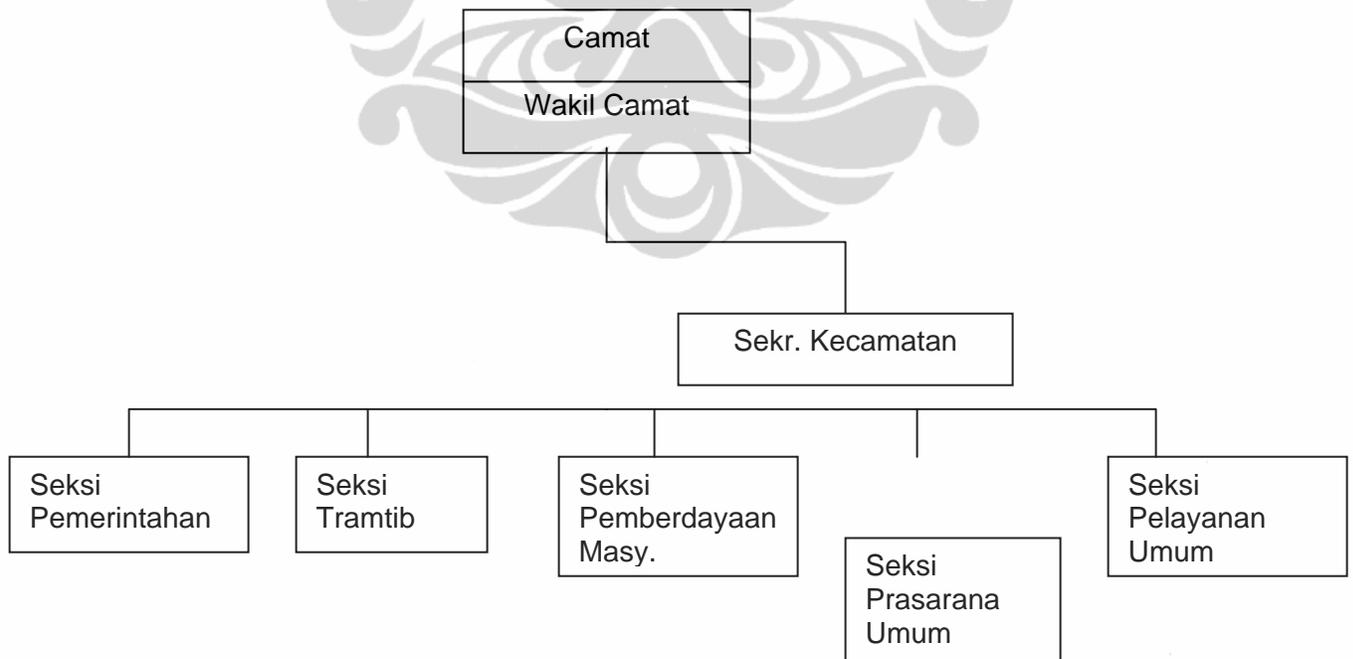 Camat
Wakil Camat
Sekr. Kecamatan
Seksi
Pemerintahan
Seksi
Tramtib
Seksi
Pemberdayaan
Masy.
Seksi
Prasarana
Umum
Seksi
Pelayanan
Umum